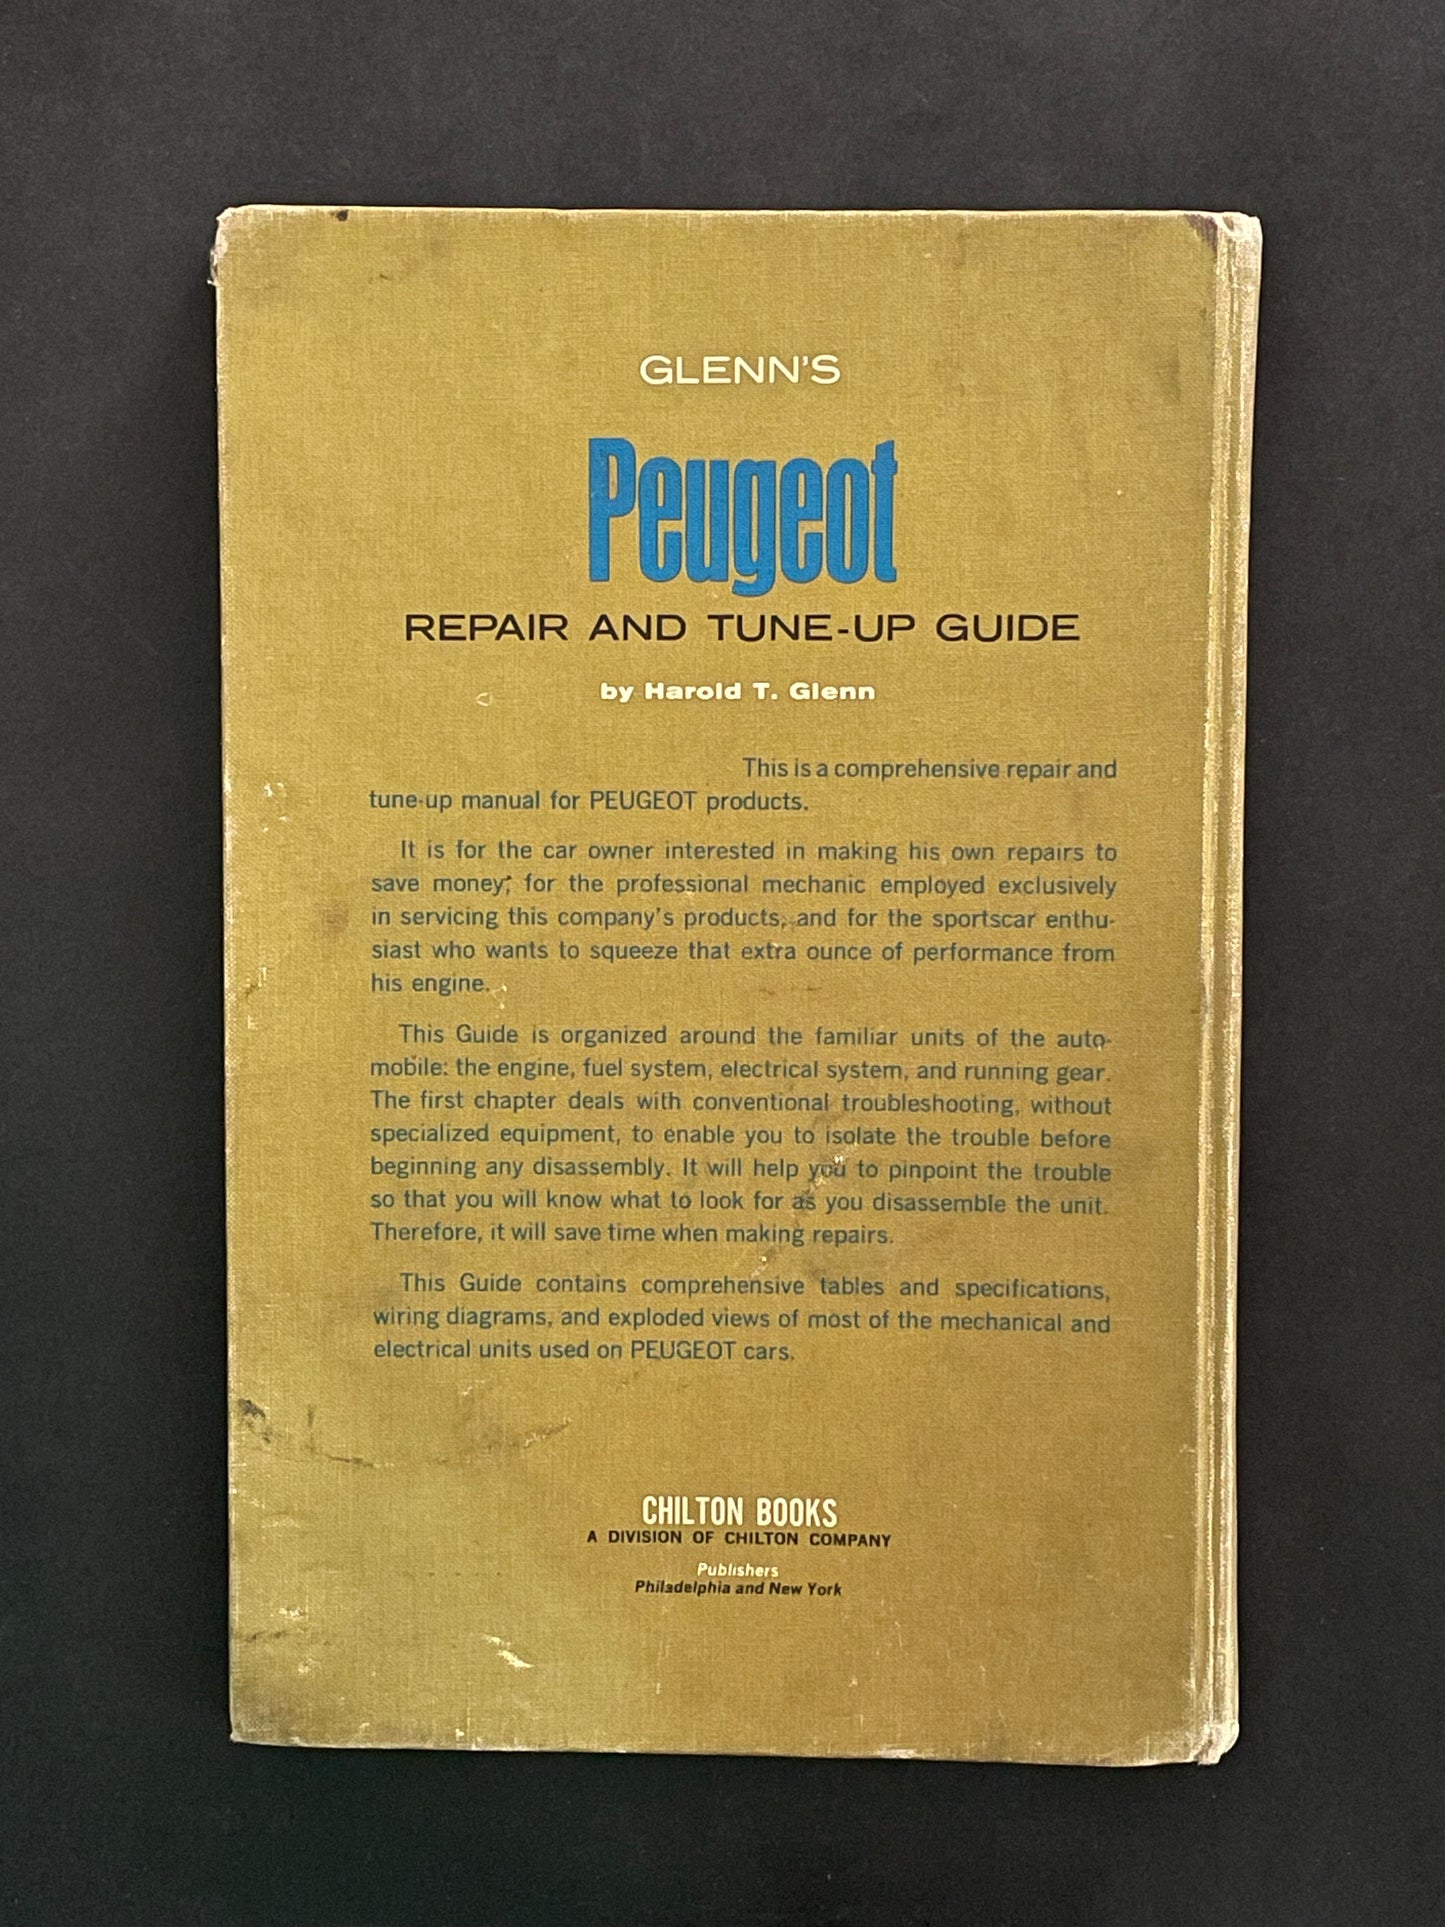 GLENN'S
Peugeot
REPAIR AND TUNE-UP GUIDE
by Harold T. Glenn
This is a comprehensive repair and
tune-up manual for PEUGEOT products.
It is for the car owner interested in making his own repairs to
save money; for the professional mechanic employed exclusively
in servicing this company's products, and for the sportscar enthu-
siast who wants to squeeze that extra ounce of performance from
his engine.
This Guide is organized around the familiar units of the auto-
mobile: the engine, fuel system, electrical system, and running gear.
The first chapter deals with conventional troubleshooting, without
specialized equipment, to enable you to isolate the trouble before
beginning any disassembly. It will help you to pinpoint the trouble
so that you will know what to look for as you disassemble the unit.
Therefore, it will save time when making repairs.
This Guide contains comprehensive tables and specifications,
wiring diagrams, and exploded views of most of the mechanical and
electrical units used on PEUGEOT cars.
CHILTON BOOKS
A DIVISION OF CHILTON COMPANY
Publishers
Philadelphia and New York